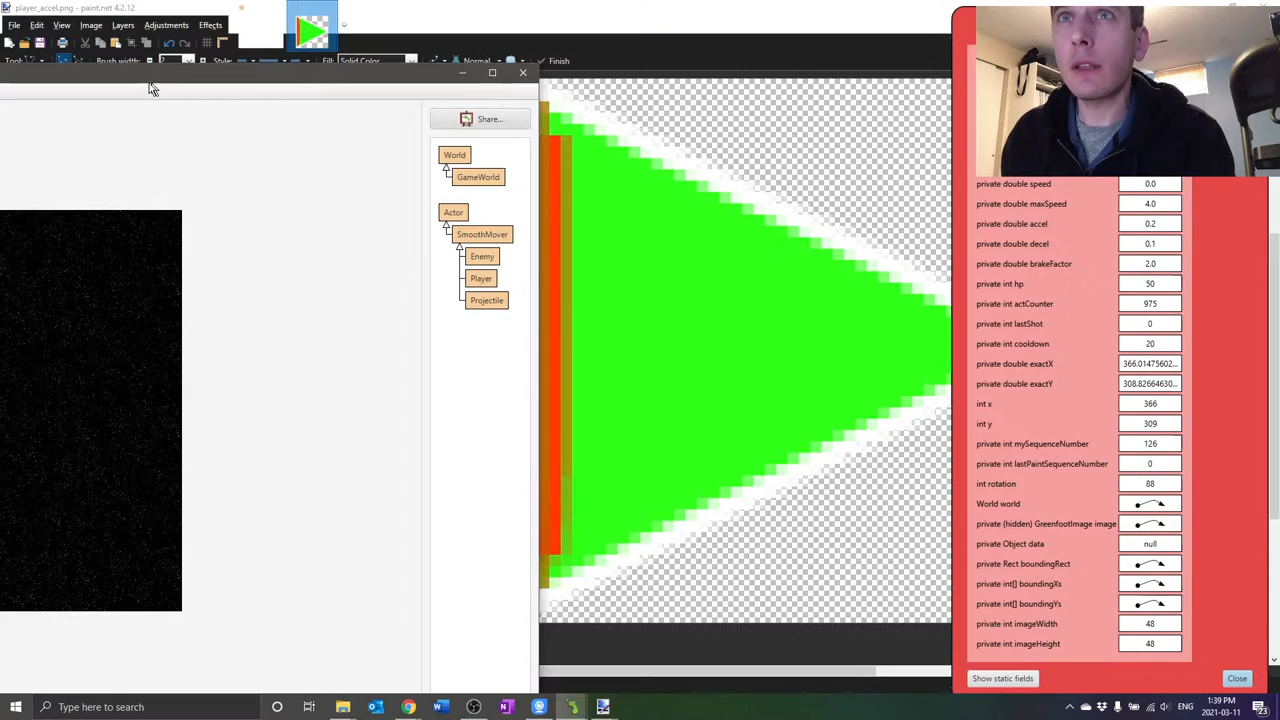 player_accel.png - paint.net 4.2.12
File Edit View Image Layers Adjustments Effects
Tool: Brush width: 2 Style: Fill: Solid Color Normal Finish
Share...
World
GameWorld
Actor
SmoothMover
Enemy
Player
Projectile
private double speed 0.0
private double maxSpeed 4.0
private double accel 0.2
private double decel 0.1
private double brakeFactor 2.0
private int hp 50
private int actCounter 975
private int lastShot 0
private int cooldown 20
private double exactX 366.01475602...
private double exactY 308.82664630...
int x 366
int y 309
private int mySequenceNumber 126
private int lastPaintSequenceNumber 0
int rotation 88
World world
private (hidden) GreenfootImage image
private Object data null
private Rect boundingRect
private int[] boundingXs
private int[] boundingYs
private int imageWidth 48
private int imageHeight 48
Show static fields Close
Type here to search
1:39 PM
2021-03-11
23